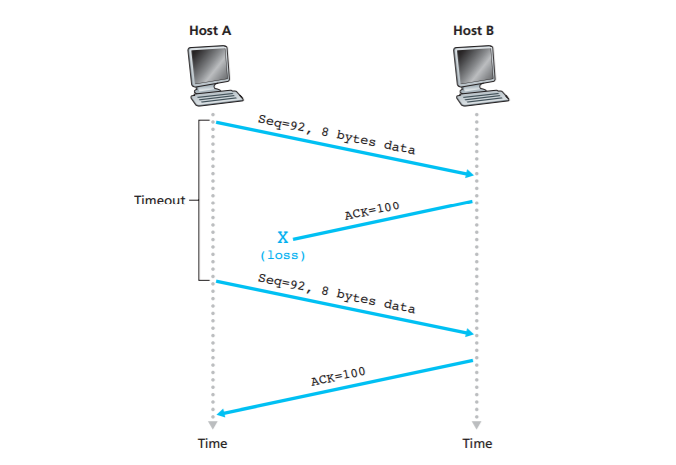 Host A
Host B
Seq=92, 8 bytes data
Timeout
ACK=100
X
(loss)
Seq=92, 8 bytes data
ACK=100
Time
Time